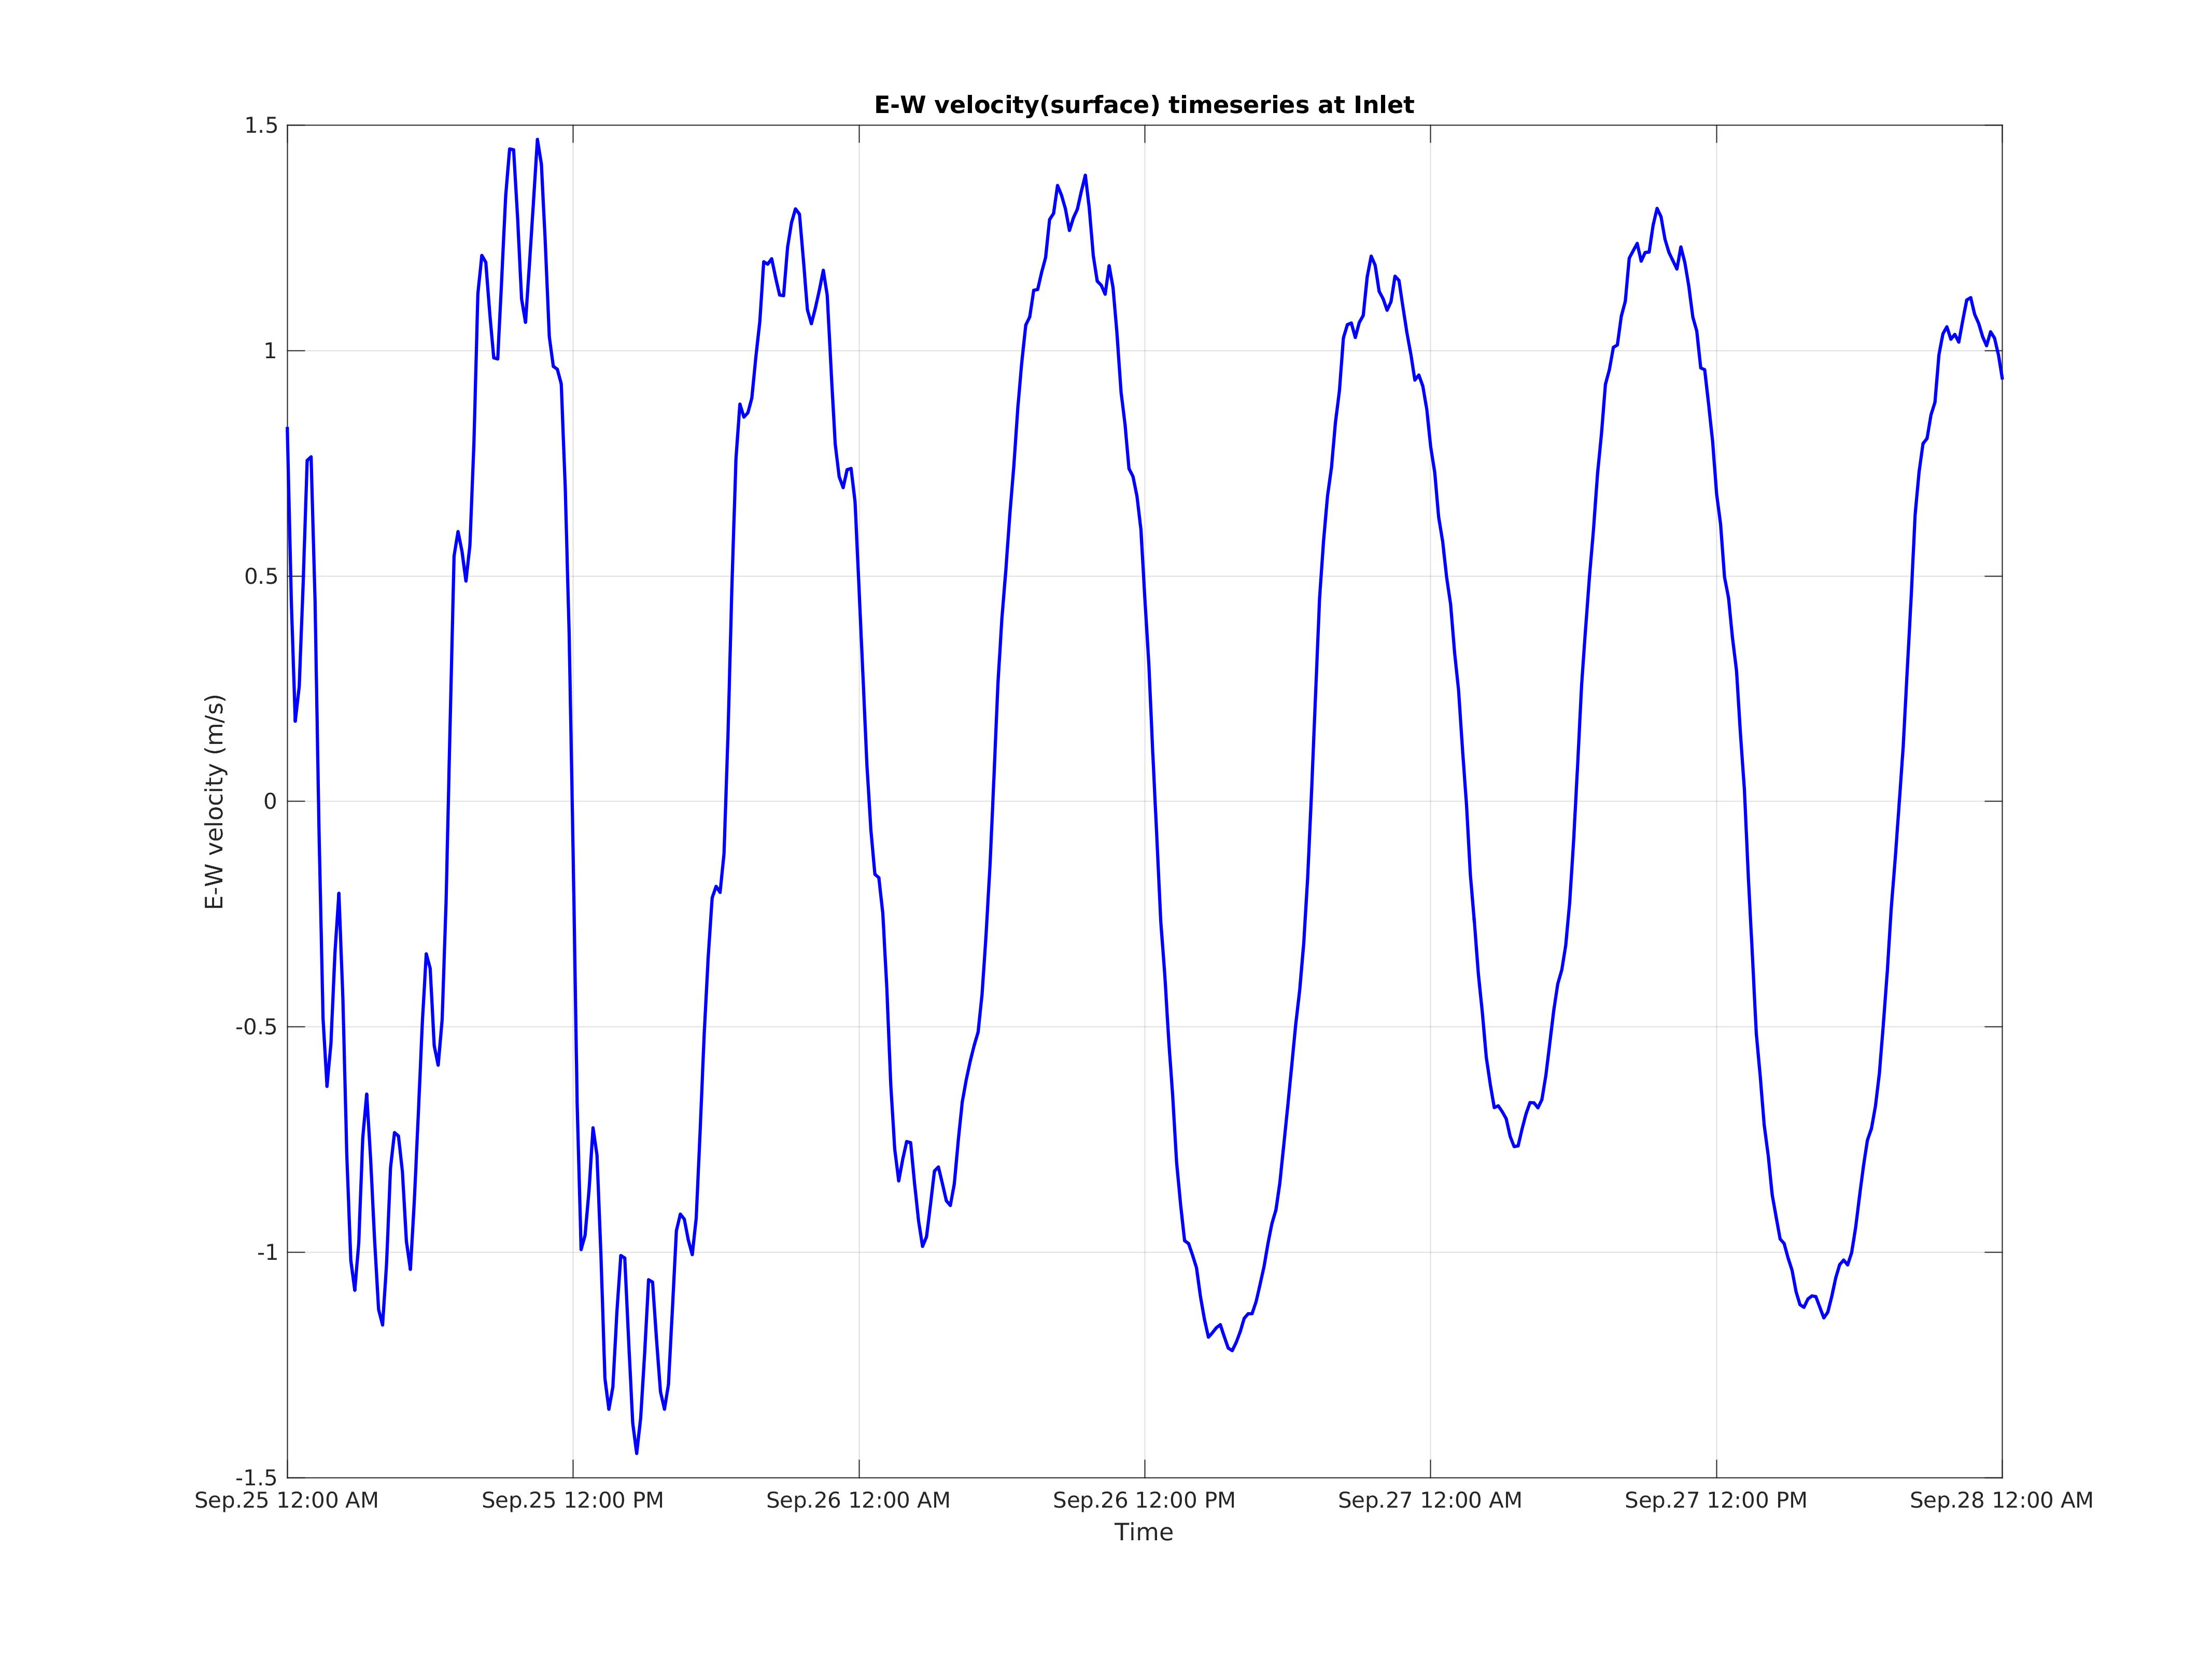 E-W velocity(surface) timeseries at Inlet
1.5
1
0.5
0
-0.5
-1
-1.5
E-W velocity (m/s)
Sep.25 12:00 AM
Sep.25 12:00 PM
Sep.26 12:00 AM
Sep.26 12:00 PM
Sep.27 12:00 AM
Sep.27 12:00 PM
Sep.28 12:00 AM
Time